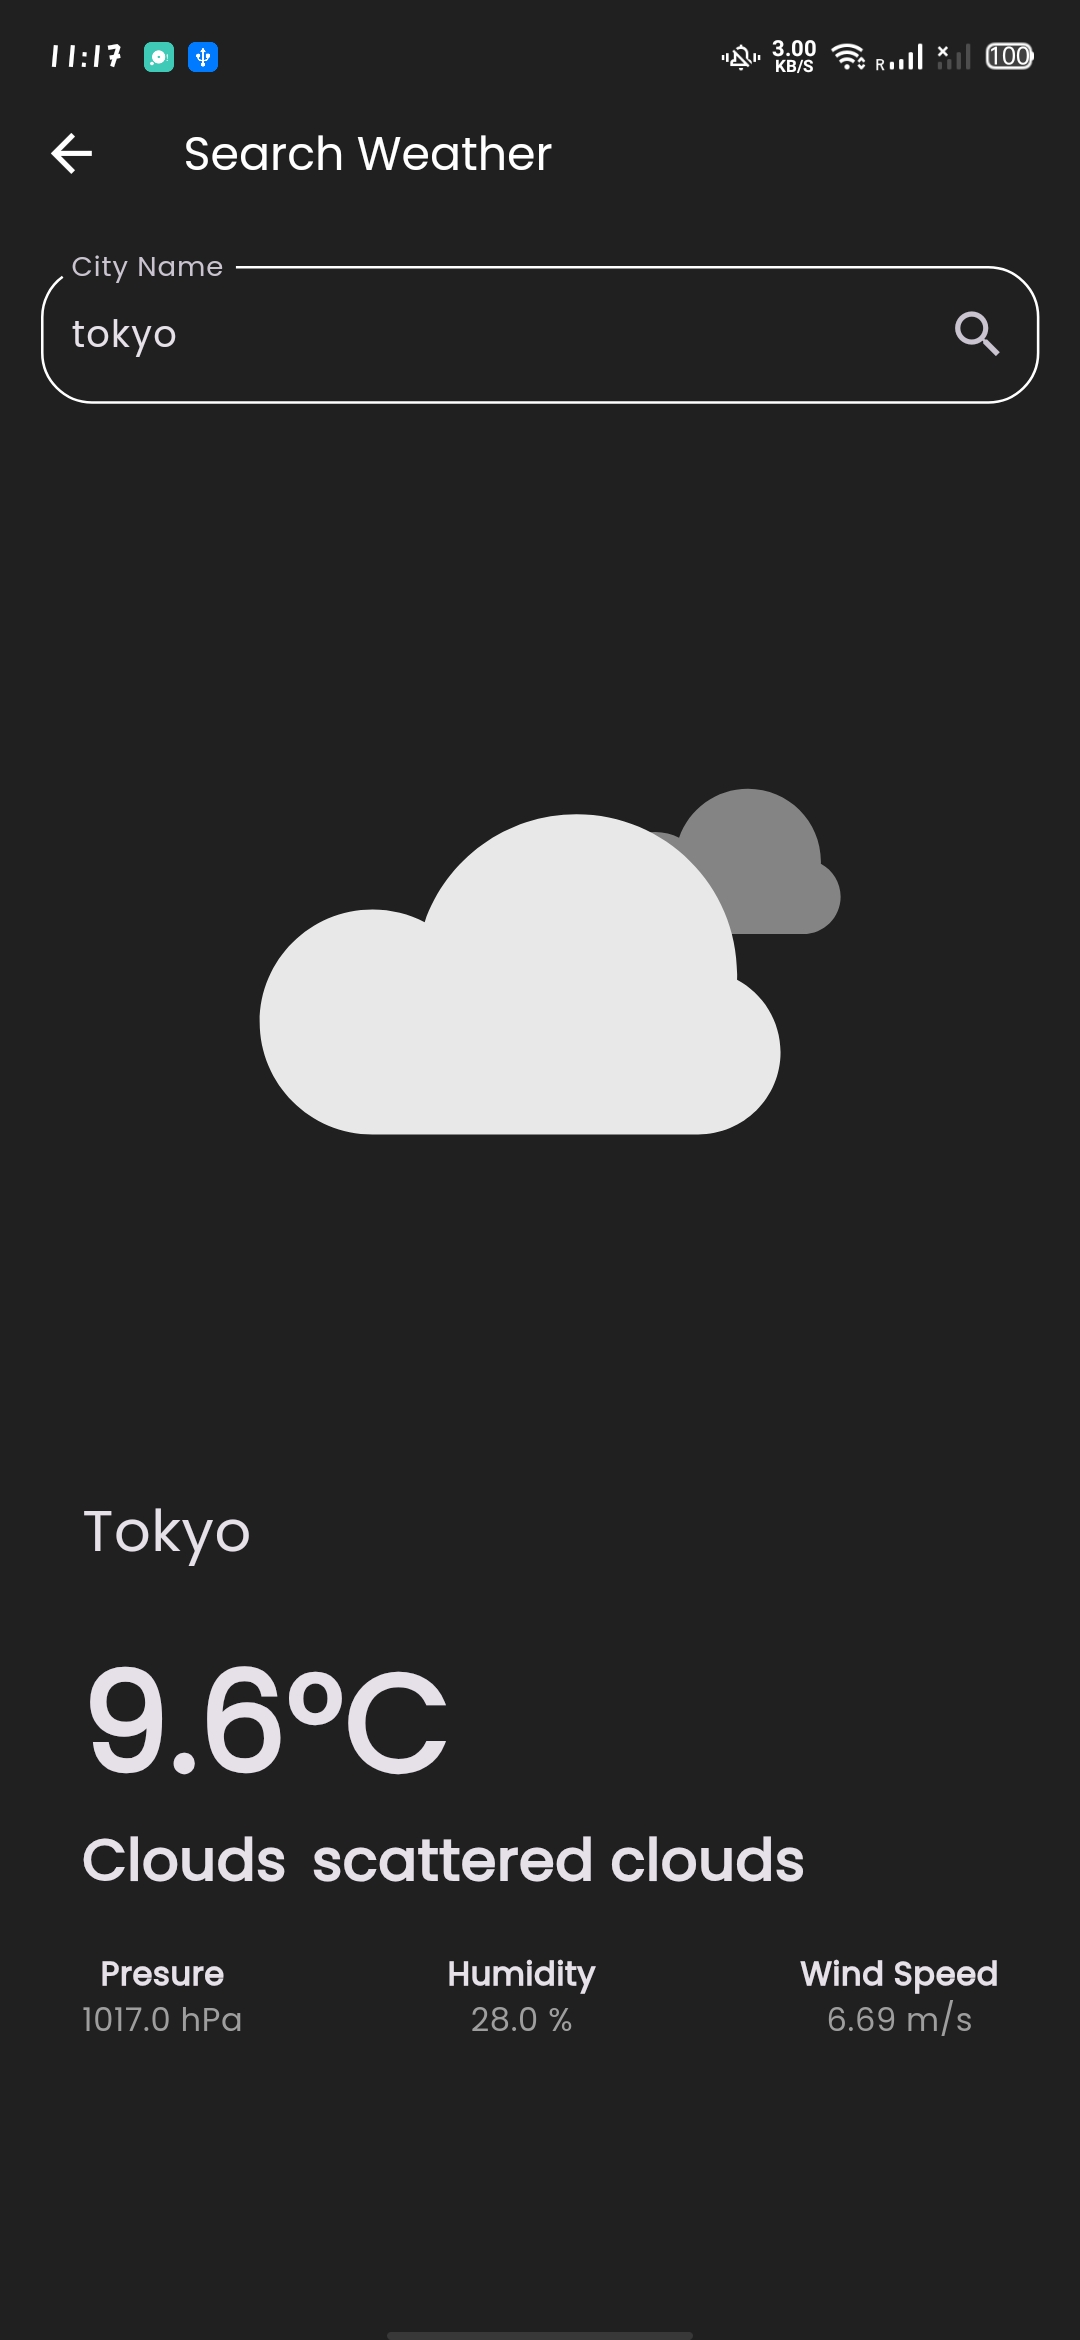 11:17 3.00 KB/S R 100
Search Weather
City Name
tokyo
Tokyo
9.6°C
Clouds scattered clouds
Presure Humidity Wind Speed
1017.0 hPa 28.0 % 6.69 m/s